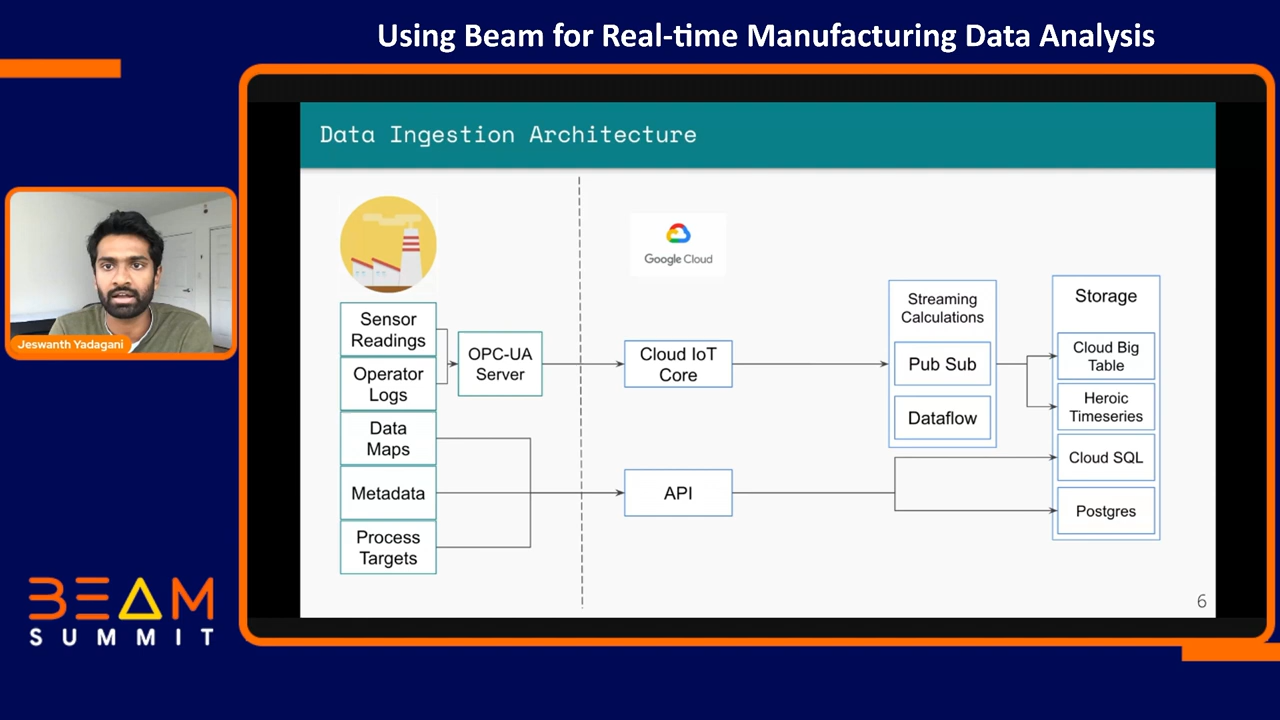 Using Beam for Real-time Manufacturing Data Analysis
Data Ingestion Architecture
Google Cloud
Sensor
Readings
Operator
Logs
Data
Maps
Metadata
Process
Targets
OPC-UA
Server
Cloud IoT
Core
API
Streaming
Calculations
Pub Sub
Dataflow
Storage
Cloud Big
Table
Heroic
Timeseries
Cloud SQL
Postgres
6
Jeswanth Yadagani
BEAM
SUMMIT